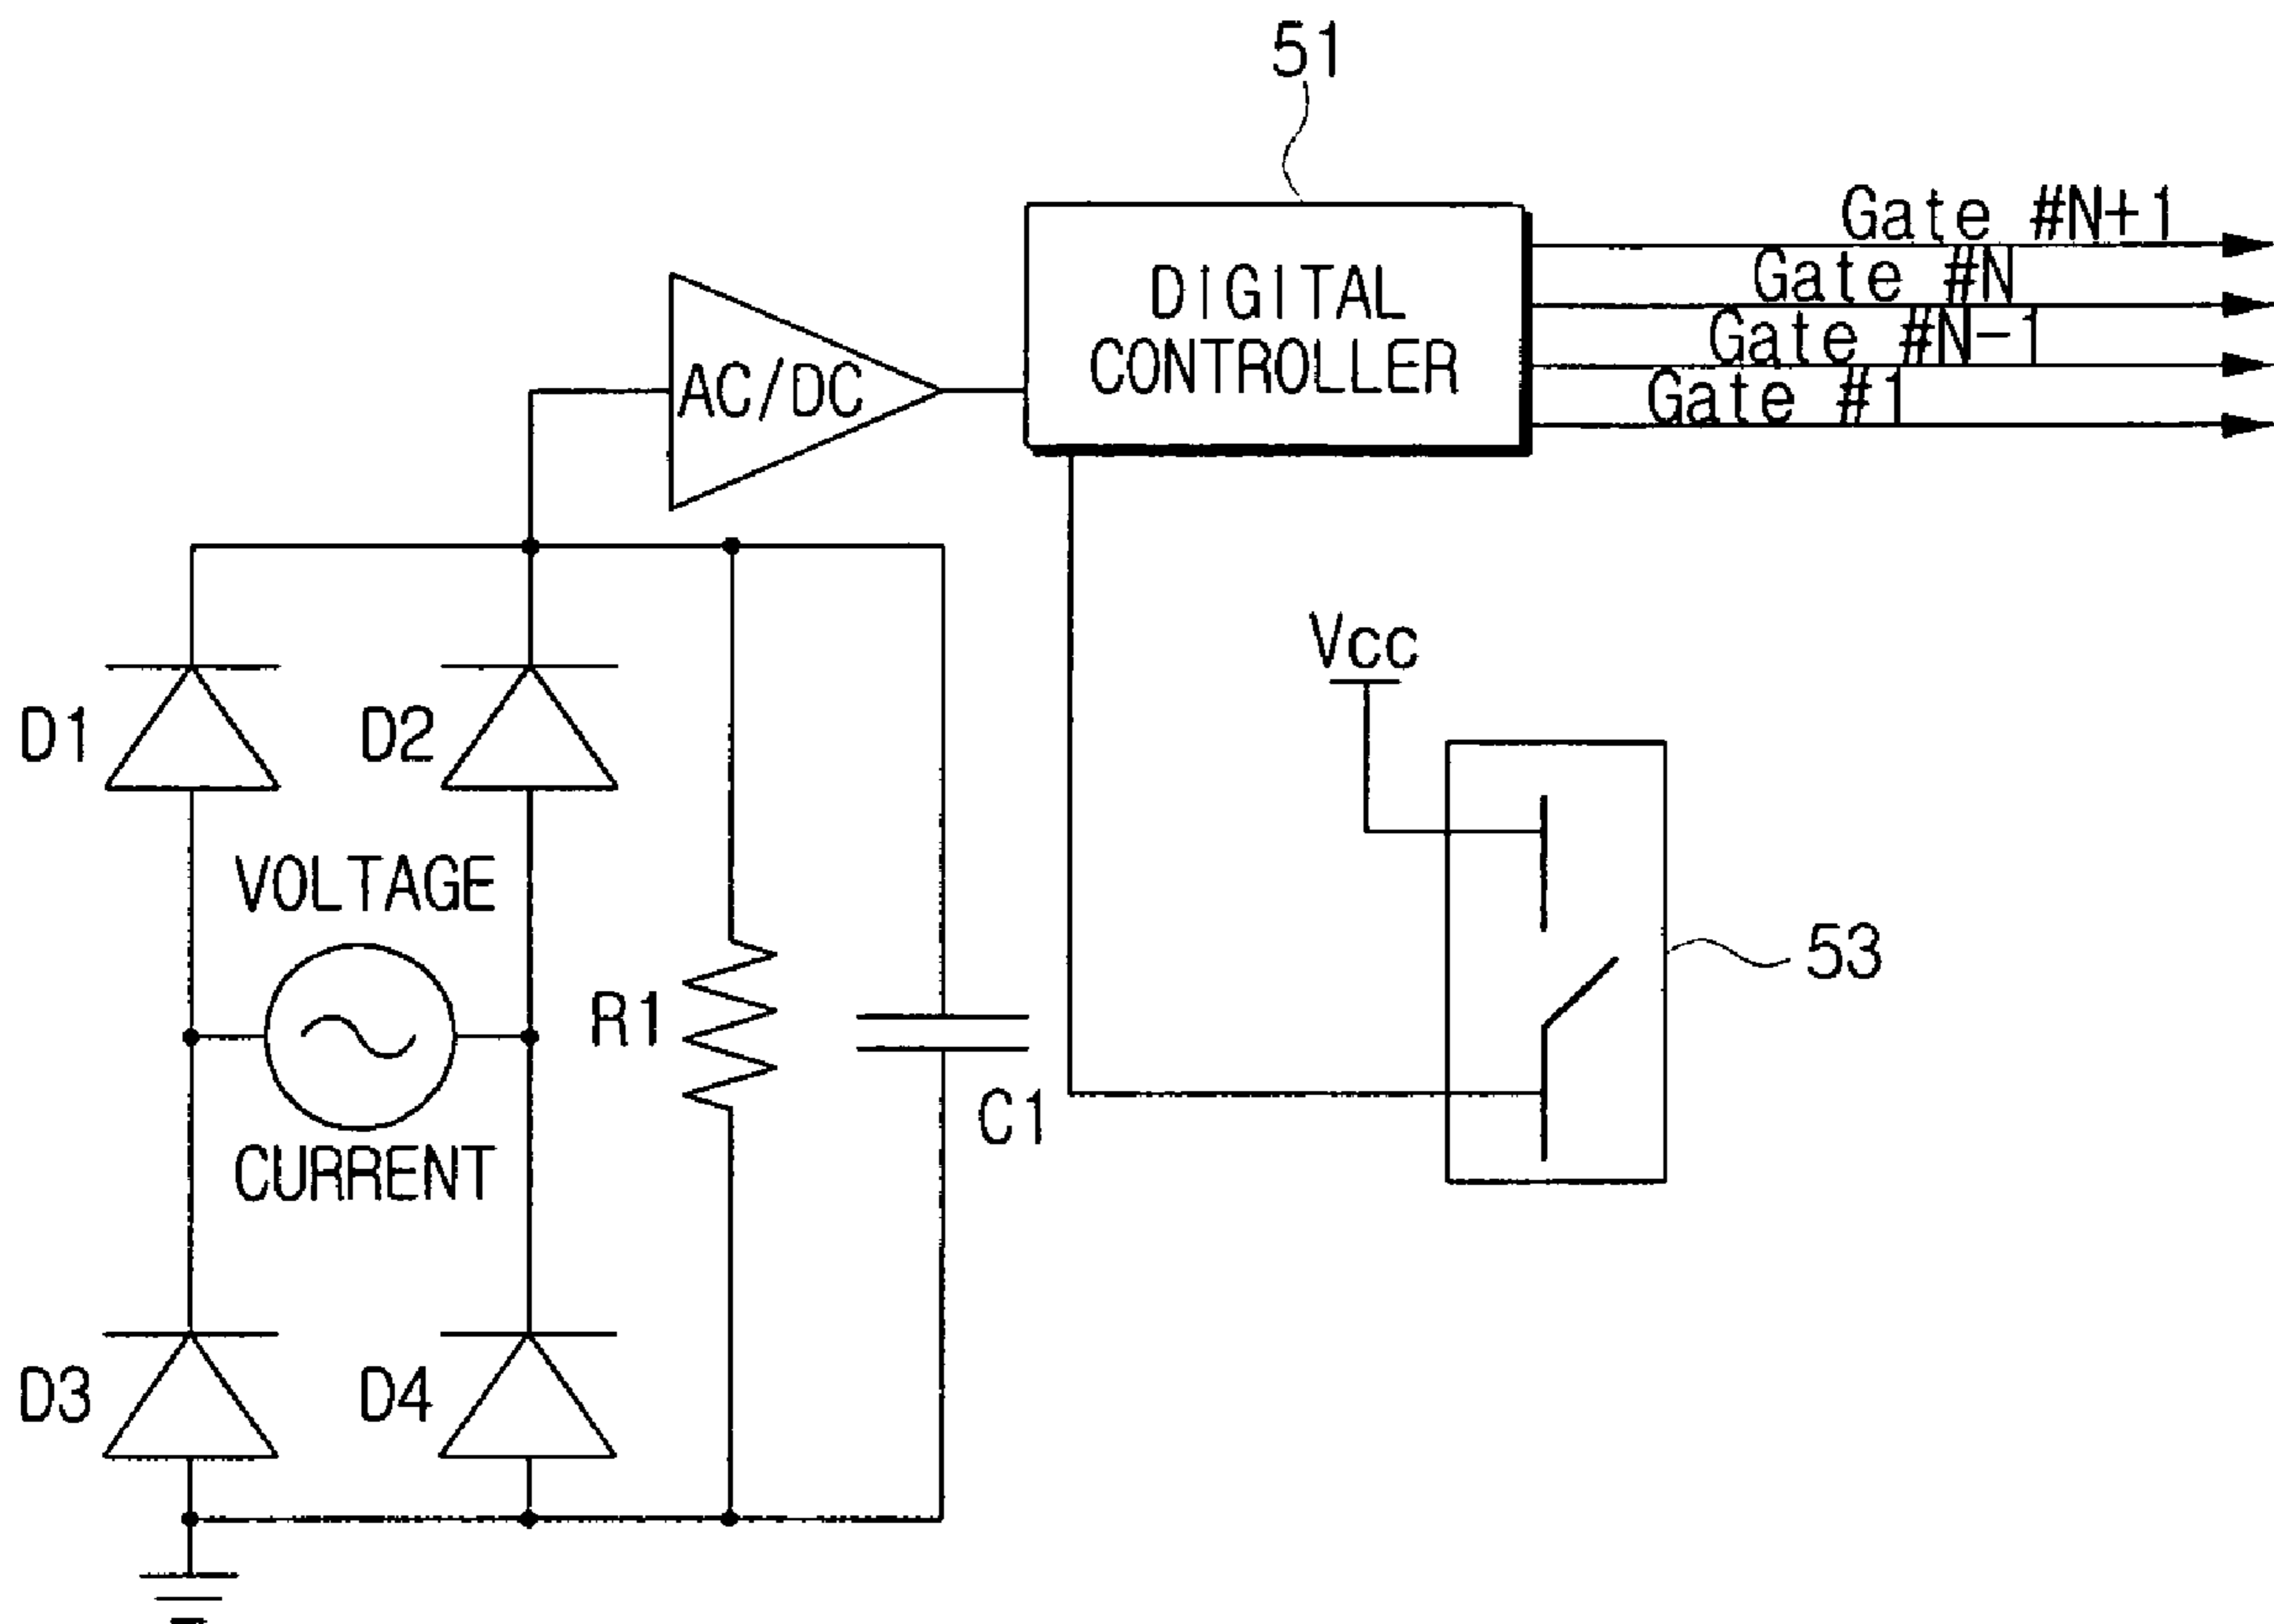 51
Gate #N+1
Gate #N
Gate #N-1
Gate #1
DIGITAL
CONTROLLER
AC/DC
Vcc
D1
D2
VOLTAGE
53
R1
C1
CURRENT
D3
D4